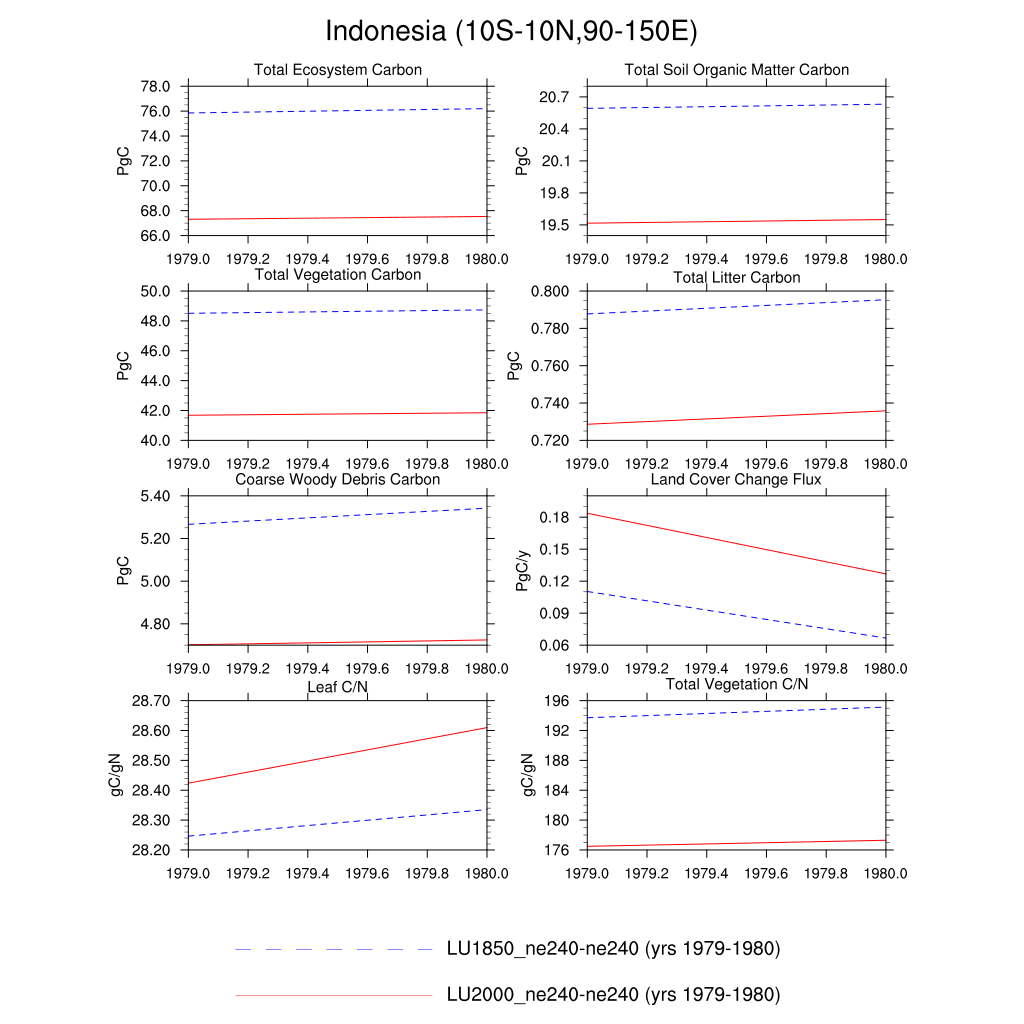 Indonesia (10S-10N,90-150E)
Total Ecosystem Carbon
PgC
78.0
76.0
74.0
72.0
70.0
68.0
66.0
1979.0 1979.2 1979.4 1979.6 1979.8 1980.0
Total Soil Organic Matter Carbon
PgC
20.7
20.4
20.1
19.8
19.5
1979.0 1979.2 1979.4 1979.6 1979.8 1980.0
Total Vegetation Carbon
PgC
50.0
48.0
46.0
44.0
42.0
40.0
1979.0 1979.2 1979.4 1979.6 1979.8 1980.0
Total Litter Carbon
PgC
0.800
0.780
0.760
0.740
0.720
1979.0 1979.2 1979.4 1979.6 1979.8 1980.0
Coarse Woody Debris Carbon
PgC
5.40
5.20
5.00
4.80
1979.0 1979.2 1979.4 1979.6 1979.8 1980.0
Land Cover Change Flux
PgC/y
0.18
0.15
0.12
0.09
0.06
1979.0 1979.2 1979.4 1979.6 1979.8 1980.0
Leaf C/N
gC/gN
28.70
28.60
28.50
28.40
28.30
28.20
1979.0 1979.2 1979.4 1979.6 1979.8 1980.0
Total Vegetation C/N
gC/gN
196
192
188
184
180
176
1979.0 1979.2 1979.4 1979.6 1979.8 1980.0
LU1850_ne240-ne240 (yrs 1979-1980)
LU2000_ne240-ne240 (yrs 1979-1980)